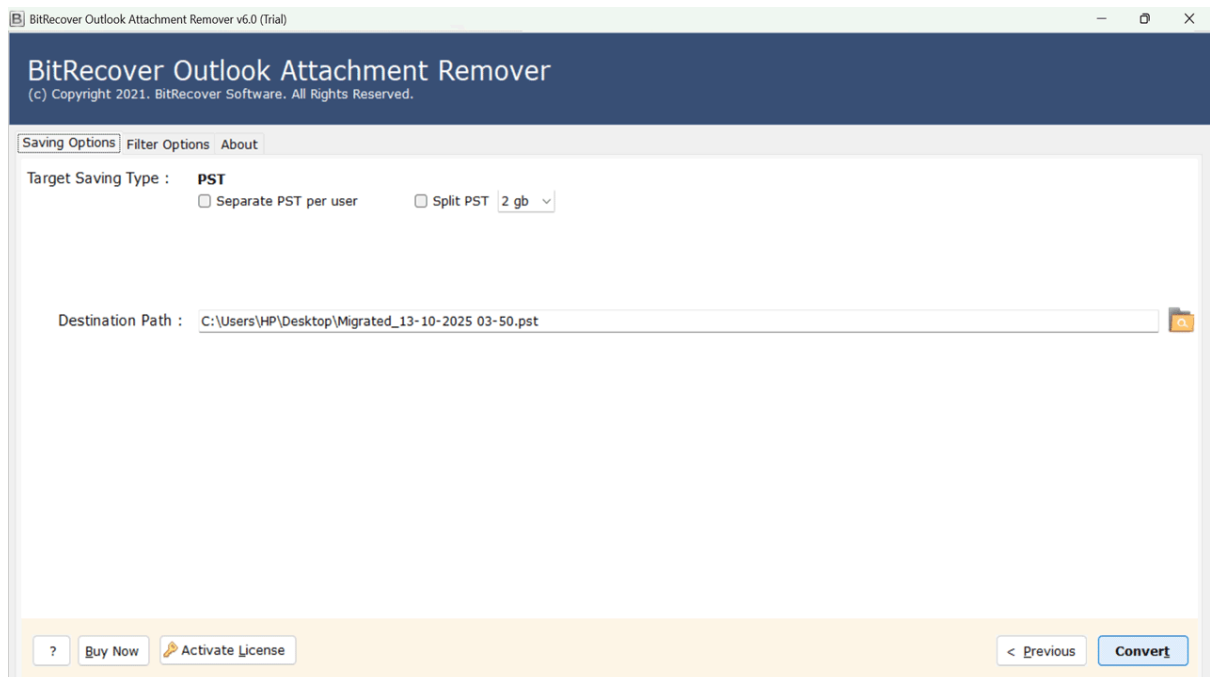 BitRecover Outlook Attachment Remover v6.0 (Trial)
BitRecover Outlook Attachment Remover
(c) Copyright 2021. BitRecover Software. All Rights Reserved.
Saving Options Filter Options About
Target Saving Type : PST
Separate PST per user Split PST 2 gb
Destination Path : C:\Users\HP\Desktop\Migrated_13-10-2025 03-50.pst
? Buy Now Activate License < Previous Convert